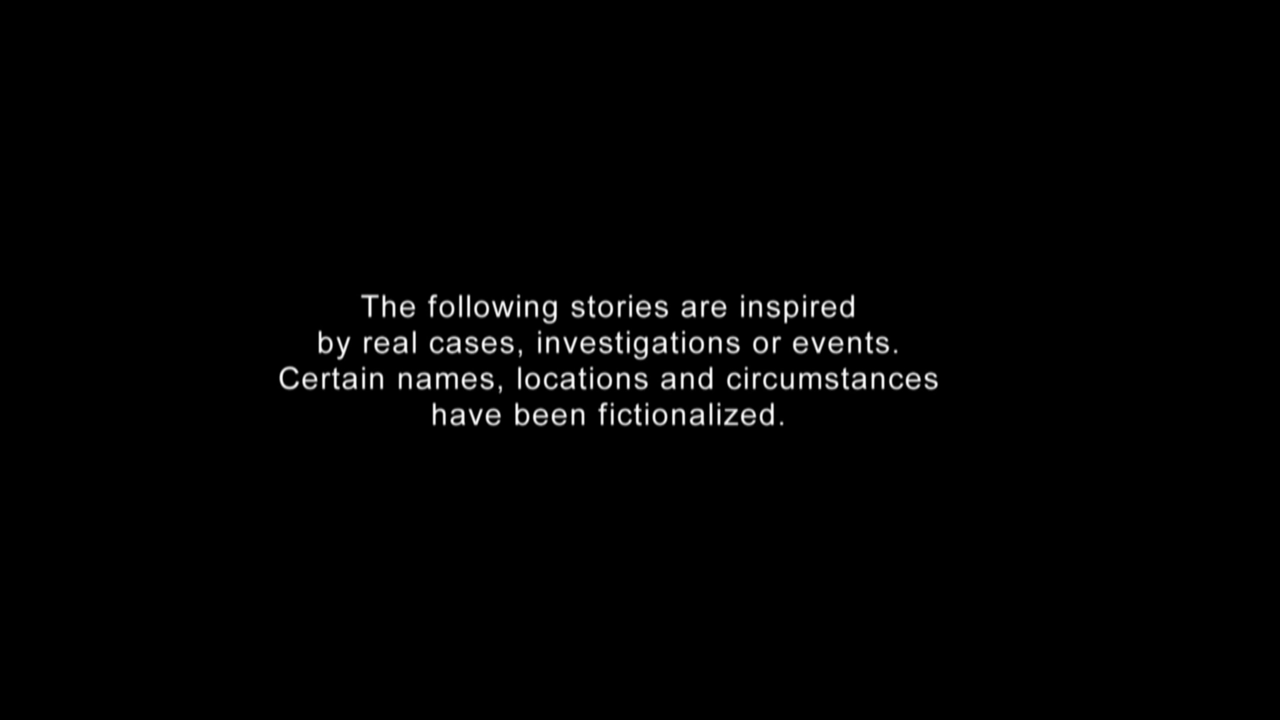 The following stories are inspired
by real cases, investigations or events.
Certain names, locations and circumstances
have been fictionalized.